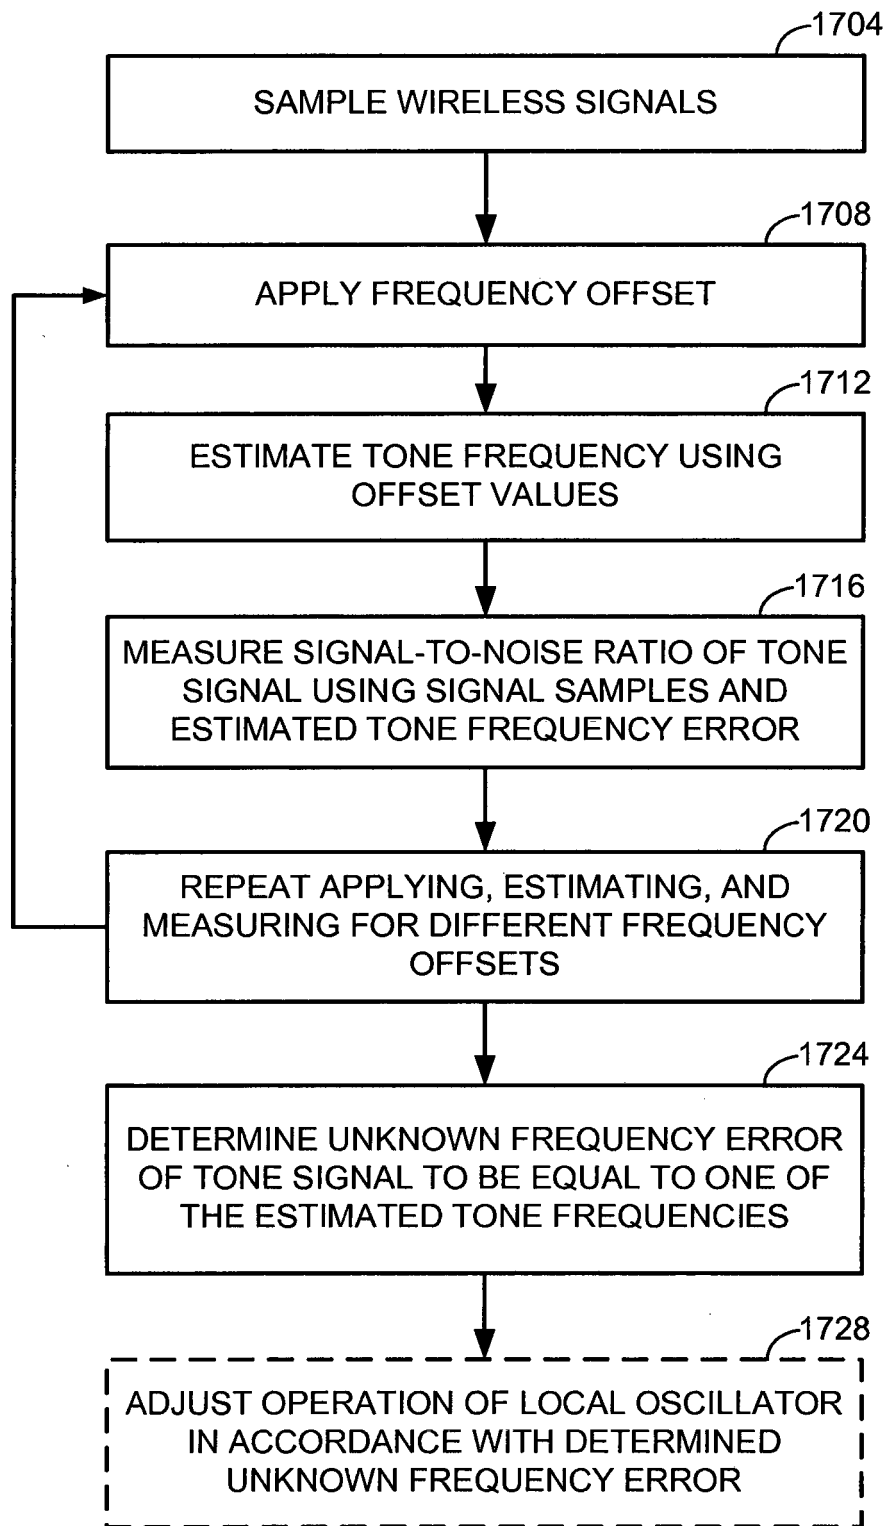 1704
SAMPLE WIRELESS SIGNALS
1708
APPLY FREQUENCY OFFSET
1712
ESTIMATE TONE FREQUENCY USING
OFFSET VALUES
1716
MEASURE SIGNAL-TO-NOISE RATIO OF TONE
SIGNAL USING SIGNAL SAMPLES AND
ESTIMATED TONE FREQUENCY ERROR
1720
REPEAT APPLYING, ESTIMATING, AND
MEASURING FOR DIFFERENT FREQUENCY
OFFSETS
1724
DETERMINE UNKNOWN FREQUENCY ERROR
OF TONE SIGNAL TO BE EQUAL TO ONE OF
THE ESTIMATED TONE FREQUENCIES
1728
ADJUST OPERATION OF LOCAL OSCILLATOR
IN ACCORDANCE WITH DETERMINED
UNKNOWN FREQUENCY ERROR